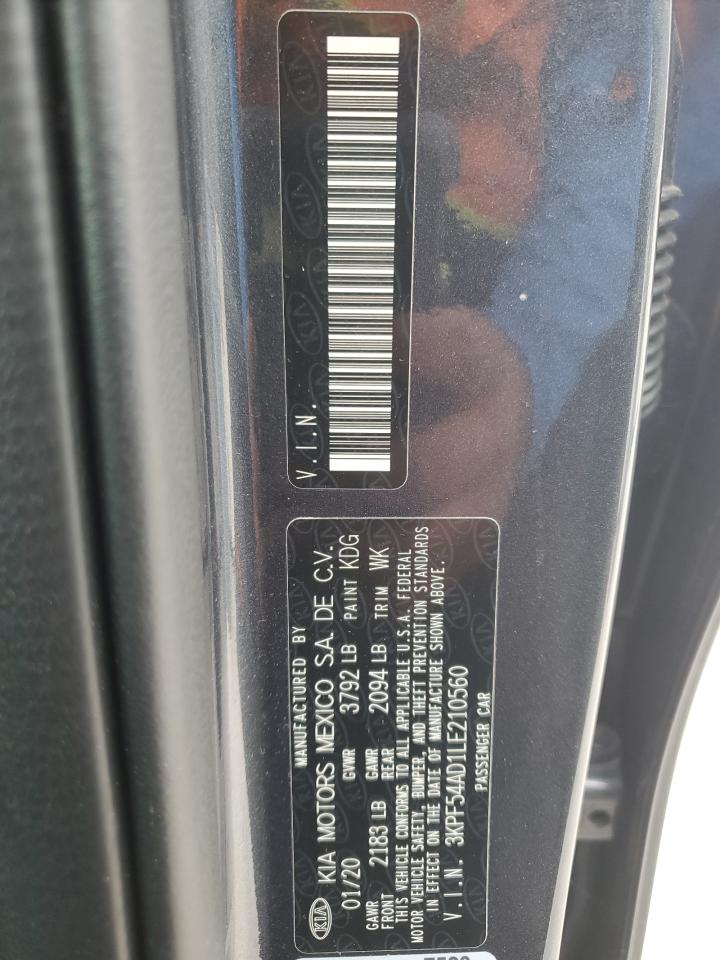 V.I.N.
MANUFACTURED BY
KIA KIA MOTORS MEXICO S.A. DE C.V.
01/20 GVWR 3792 LB PAINT KDG
GAWR FRONT 2183 LB GAWR REAR 2094 LB TRIM WK
THIS VEHICLE CONFORMS TO ALL APPLICABLE U.S.A. FEDERAL
MOTOR VEHICLE SAFETY, BUMPER, AND THEFT PREVENTION STANDARDS
IN EFFECT ON THE DATE OF MANUFACTURE SHOWN ABOVE.
V.I.N. 3KPF54AD1LE210560
PASSENGER CAR